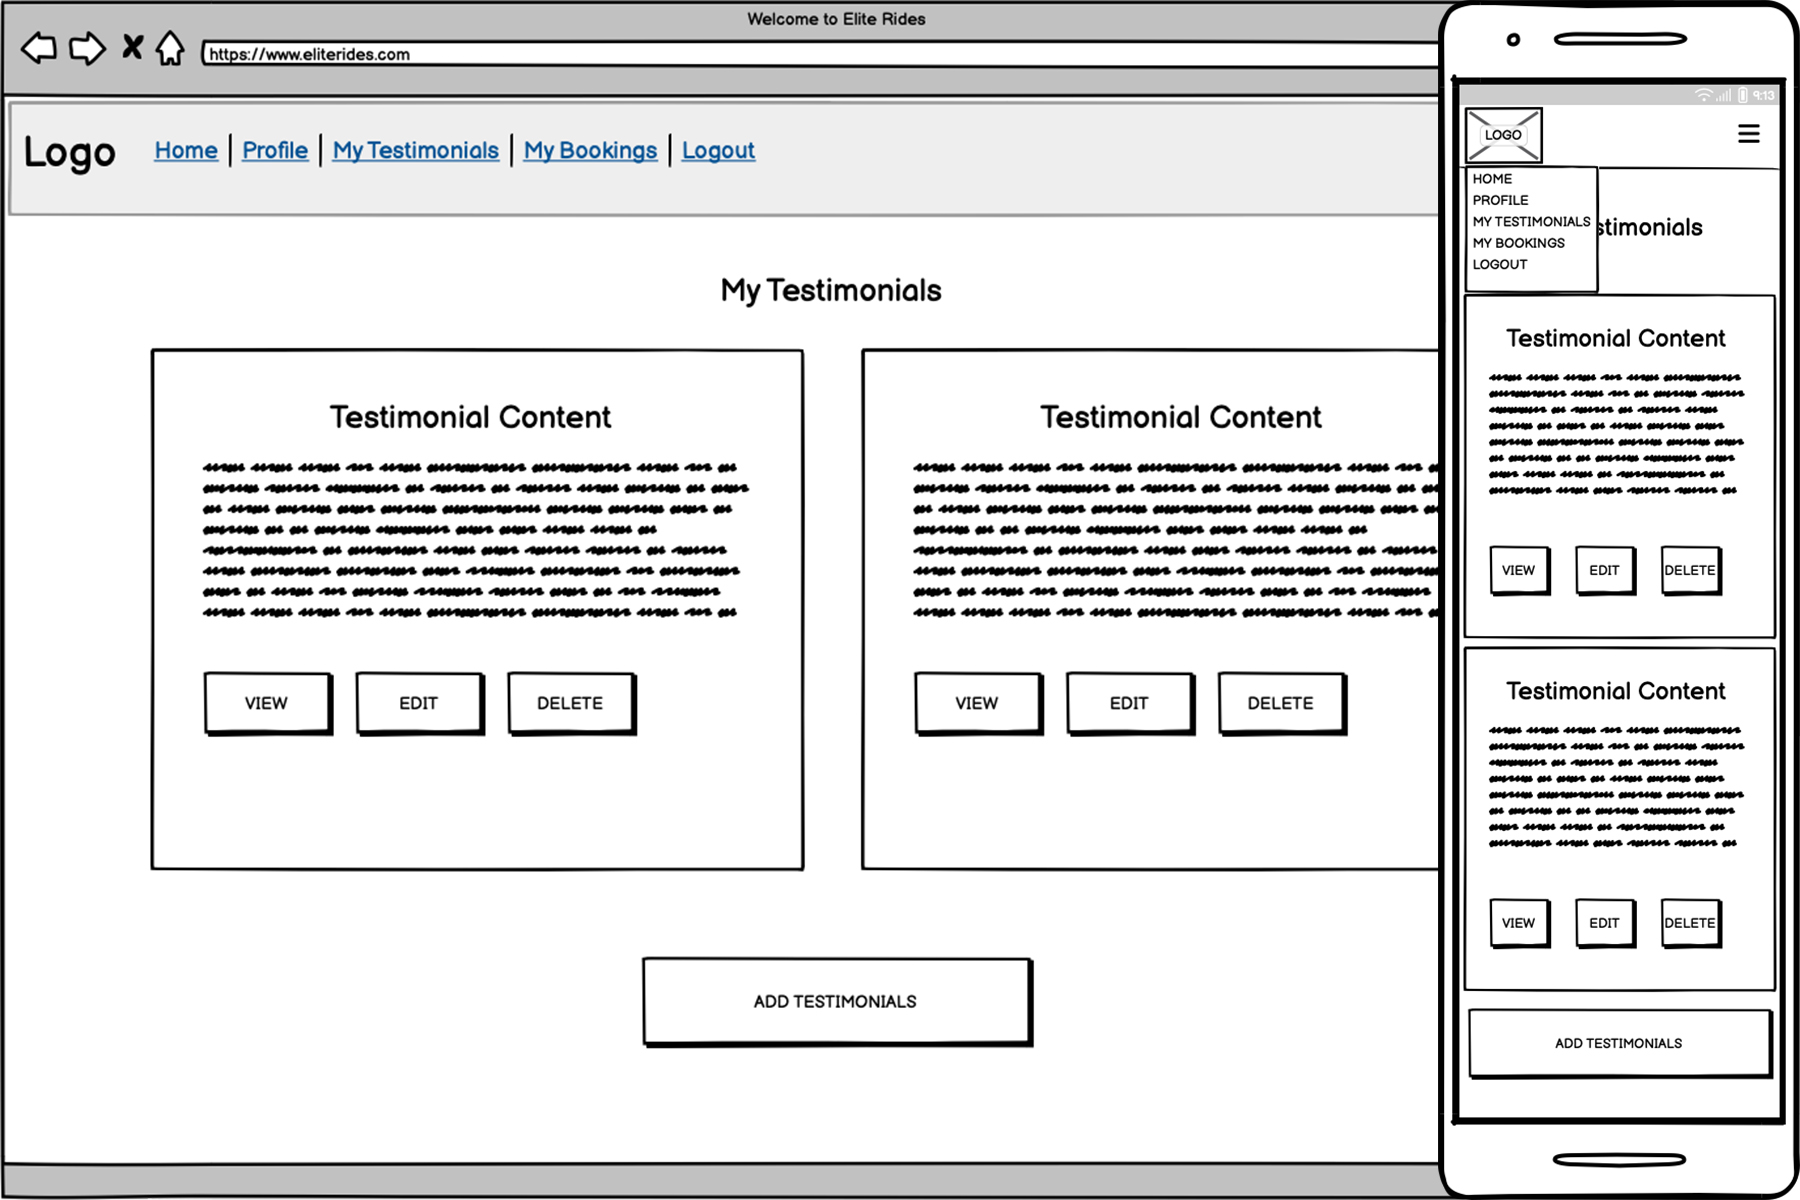 Welcome to Elite Rides
https://www.eliterides.com
Logo
Home
Profile
My Testimonials
My Bookings
Logout
My Testimonials
Testimonial Content
VIEW
EDIT
DELETE
Testimonial Content
VIEW
EDIT
DELETE
ADD TESTIMONIALS
9:13
LOGO
HOME
PROFILE
MY TESTIMONIALS
MY BOOKINGS
LOGOUT
stimonials
Testimonial Content
VIEW
EDIT
DELETE
Testimonial Content
VIEW
EDIT
DELETE
ADD TESTIMONIALS